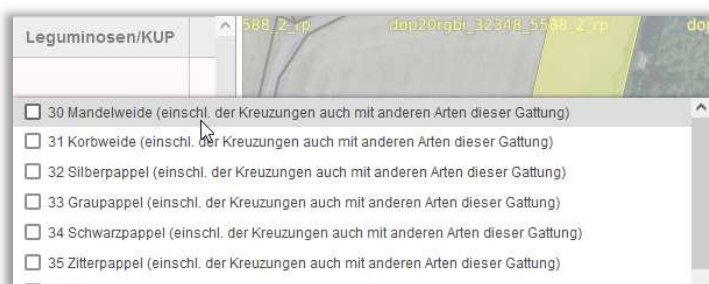 Leguminosen/KUP
588_2_rp
dop20rgbi_32348_5588_2_rp
dop
30 Mandelweide (einschl. der Kreuzungen auch mit anderen Arten dieser Gattung)
31 Korbweide (einschl. der Kreuzungen auch mit anderen Arten dieser Gattung)
32 Silberpappel (einschl. der Kreuzungen auch mit anderen Arten dieser Gattung)
33 Graupappel (einschl. der Kreuzungen auch mit anderen Arten dieser Gattung)
34 Schwarzpappel (einschl. der Kreuzungen auch mit anderen Arten dieser Gattung)
35 Zitterpappel (einschl. der Kreuzungen auch mit anderen Arten dieser Gattung)